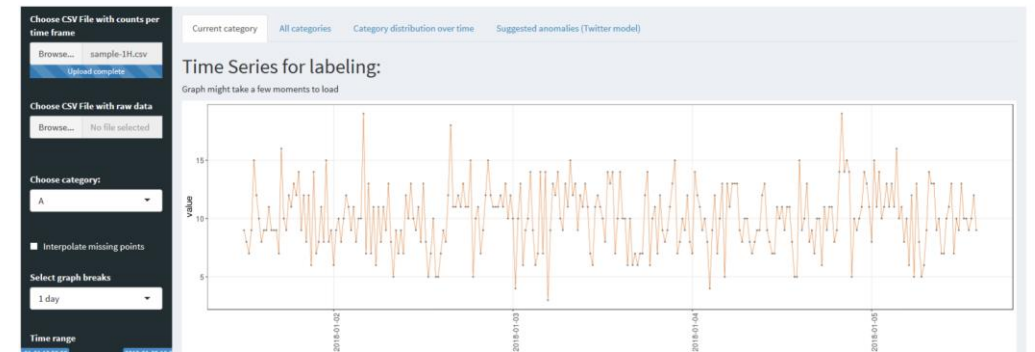 Choose CSV File with counts per
time frame
Browse... sample-1H.csv
Upload complete
Choose CSV File with raw data
Browse... No file selected
Choose category:
A
Interpolate missing points
Select graph breaks
1 day
Time range
Current category All categories Category distribution over time Suggested anomalies (Twitter model)
Time Series for labeling:
Graph might take a few moments to load
value
15
10
5
2018-01-02
2018-01-03
2018-01-04
2018-01-05